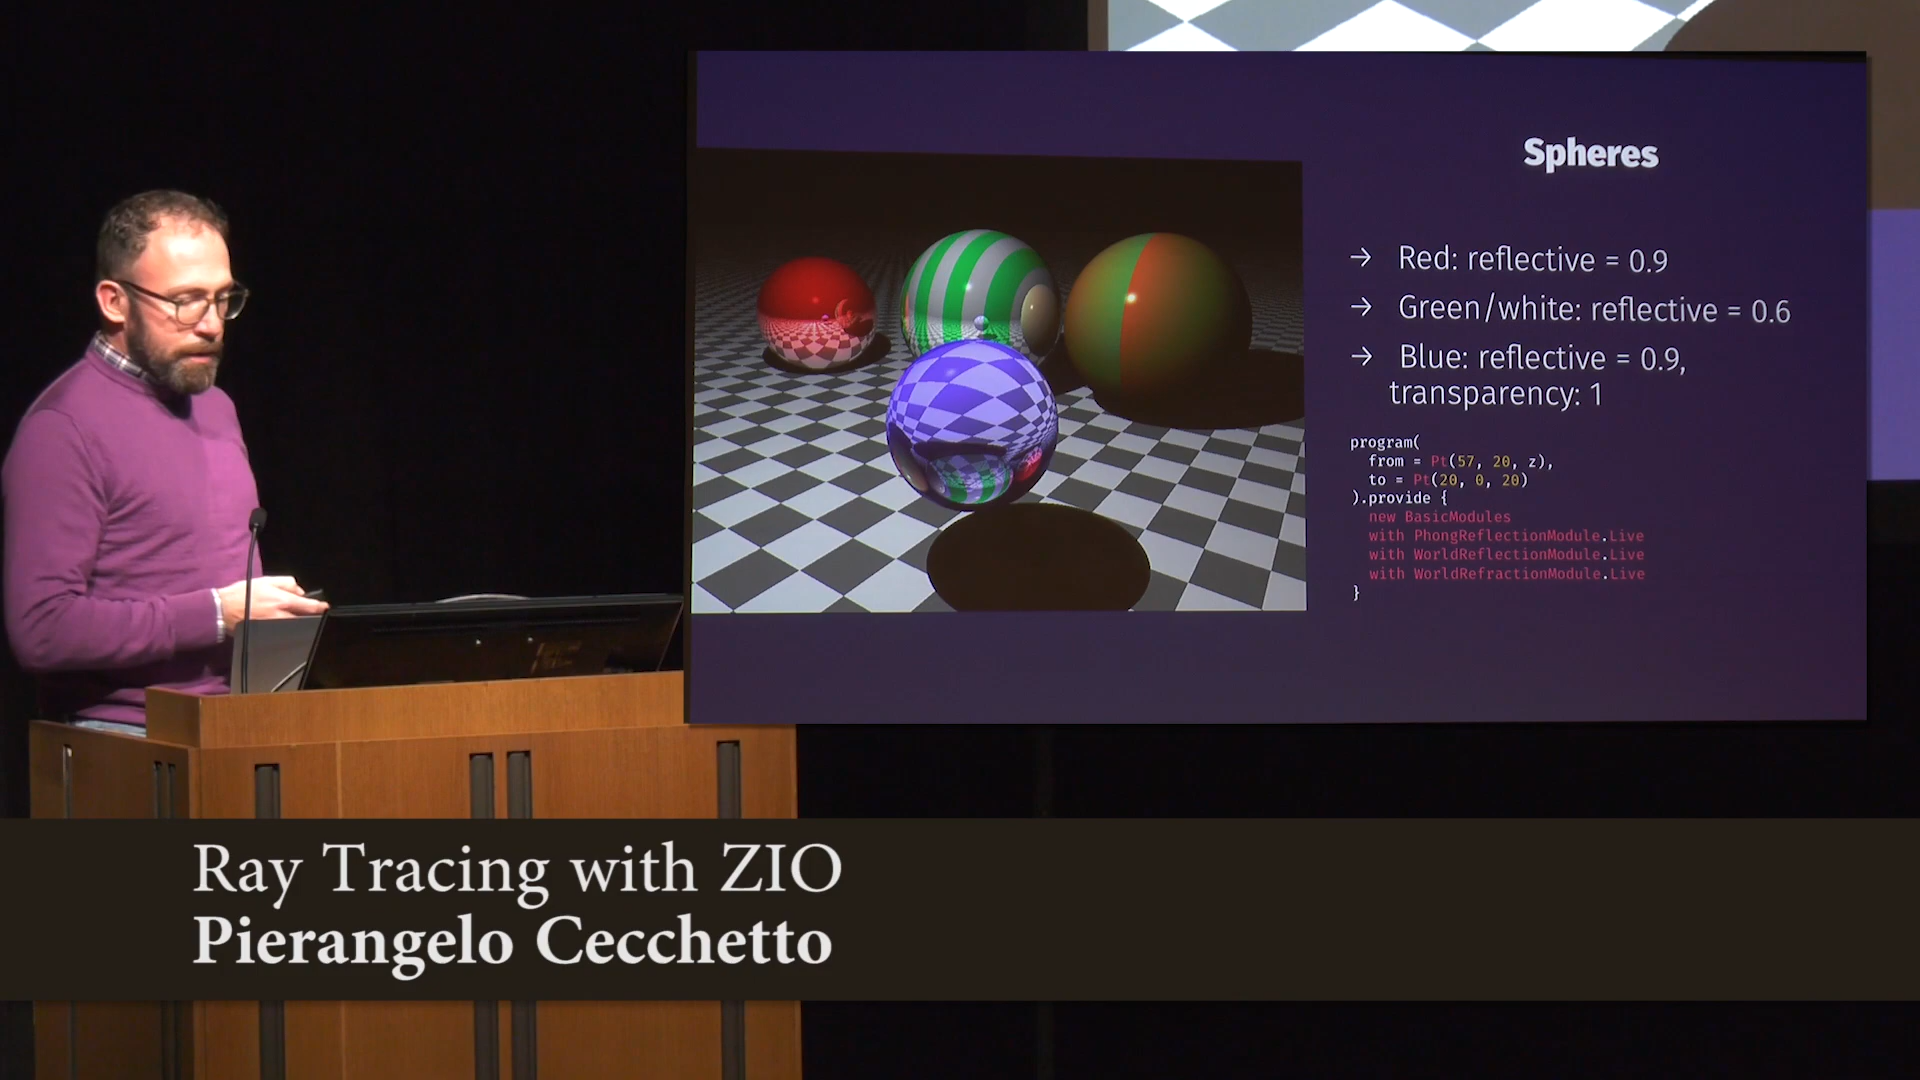 Spheres
→ Red: reflective = 0.9
→ Green/white: reflective = 0.6
→ Blue: reflective = 0.9,
transparency: 1
program(
from = Pt(57, 20, z),
to = Pt(20, 0, 20)
).provide {
new BasicModules
with PhongReflectionModule.Live
with WorldReflectionModule.Live
with WorldRefractionModule.Live
}
Ray Tracing with ZIO
Pierangelo Cecchetto